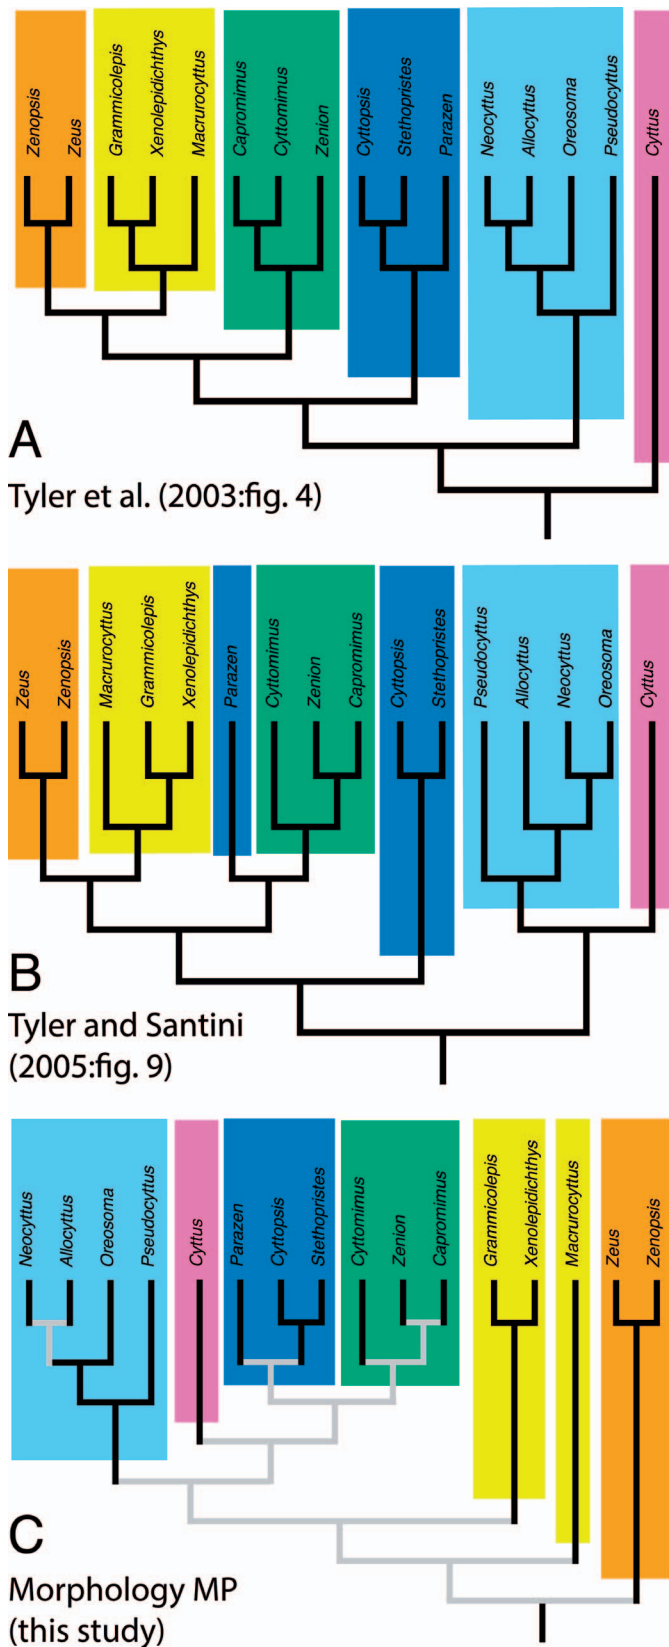 Zenopsis
Zeus
Grammicolepis
Xenolepidichthys
Macrurocyttus
Capromimus
Cyttomimus
Zenion
Cyttopsis
Stethopristes
Parazen
Neocyttus
Allocyttus
Oreosoma
Pseudocyttus
Cyttus
A
Tyler et al. (2003:fig. 4)
Zeus
Zenopsis
Macrurocyttus
Grammicolepis
Xenolepidichthys
Parazen
Cyttomimus
Zenion
Capromimus
Cyttopsis
Stethopristes
Pseudocyttus
Allocyttus
Neocyttus
Oreosoma
Cyttus
B
Tyler and Santini
(2005:fig. 9)
Neocyttus
Allocyttus
Oreosoma
Pseudocyttus
Cyttus
Parazen
Cyttopsis
Stethopristes
Cyttomimus
Zenion
Capromimus
Grammicolepis
Xenolepidichthys
Macrurocyttus
Zeus
Zenopsis
C
Morphology MP
(this study)